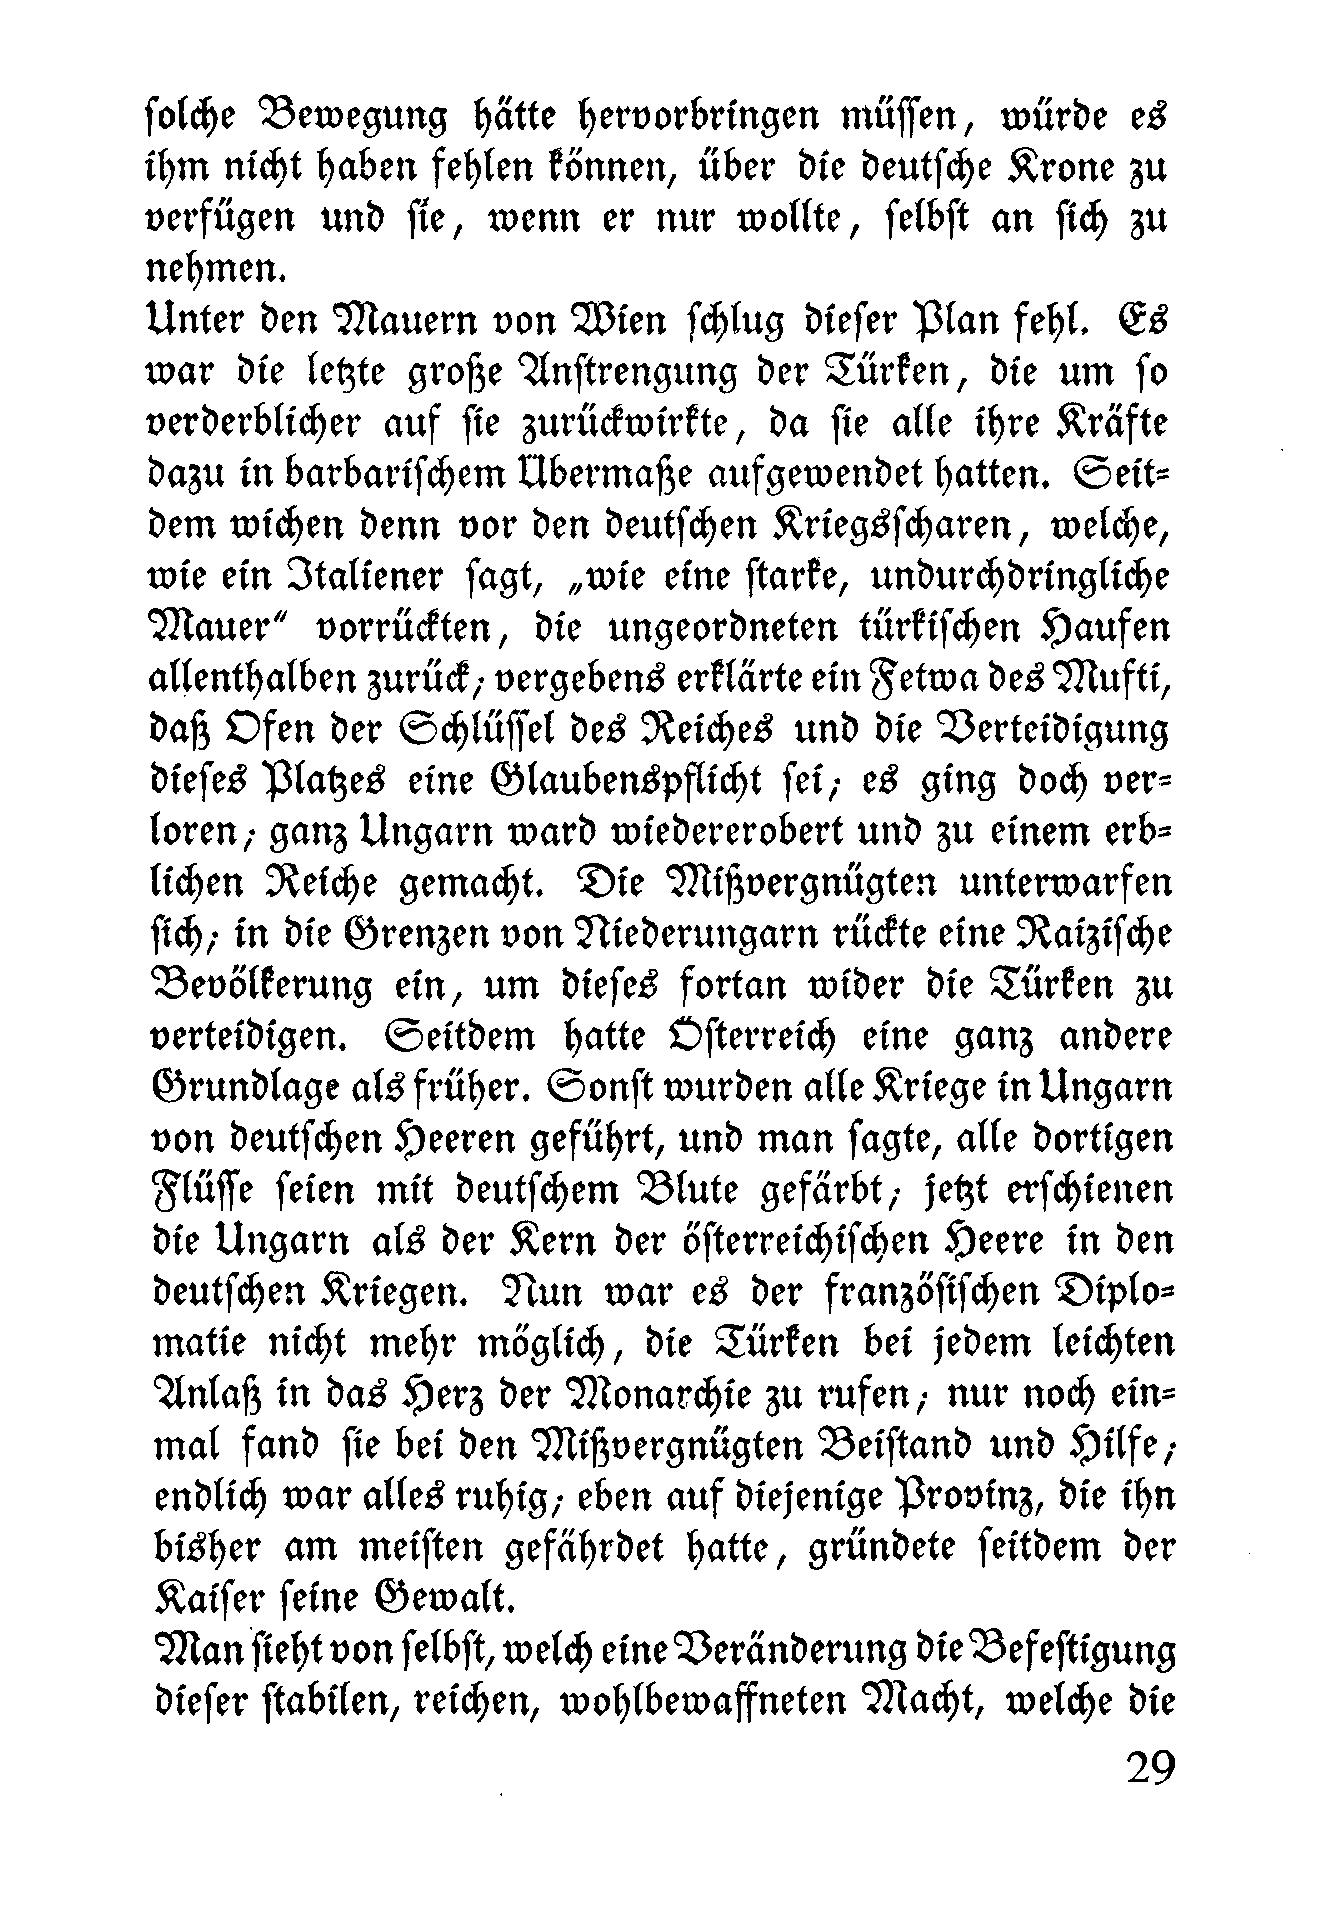 solche Bewegung hätte hervorbringen müssen, würde es
ihm nicht haben fehlen können, über die deutsche Krone zu
verfügen und sie, wenn er nur wollte, selbst an sich zu
nehmen.
Unter den Mauern von Wien schlug dieser Plan fehl. Es
war die letzte große Anstrengung der Türken, die um so
verderblicher auf sie zurückwirkte, da sie alle ihre Kräfte
dazu in barbarischem Übermaße aufgewendet hatten. Seit-
dem wichen denn vor den deutschen Kriegsscharen, welche,
wie ein Italiener sagt, „wie eine starke, undurchdringliche
Mauer“ vorrückten, die ungeordneten türkischen Haufen
allenthalben zurück; vergebens erklärte ein Fetwa des Mufti,
daß Ofen der Schlüssel des Reiches und die Verteidigung
dieses Platzes eine Glaubenspflicht sei; es ging doch ver-
loren; ganz Ungarn ward wiedererobert und zu einem erb-
lichen Reiche gemacht. Die Mißvergnügten unterwarfen
sich; in die Grenzen von Niederungarn rückte eine Raizische
Bevölkerung ein, um dieses fortan wider die Türken zu
verteidigen. Seitdem hatte Österreich eine ganz andere
Grundlage als früher. Sonst wurden alle Kriege in Ungarn
von deutschen Heeren geführt, und man sagte, alle dortigen
Flüsse seien mit deutschem Blute gefärbt; jetzt erschienen
die Ungarn als der Kern der österreichischen Heere in den
deutschen Kriegen. Nun war es der französischen Diplo-
matie nicht mehr möglich, die Türken bei jedem leichten
Anlaß in das Herz der Monarchie zu rufen; nur noch ein-
mal fand sie bei den Mißvergnügten Beistand und Hilfe;
endlich war alles ruhig; eben auf diejenige Provinz, die ihn
bisher am meisten gefährdet hatte, gründete seitdem der
Kaiser seine Gewalt.
Man sieht von selbst, welch eine Veränderung die Befestigung
dieser stabilen, reichen, wohlbewaffneten Macht, welche die
29